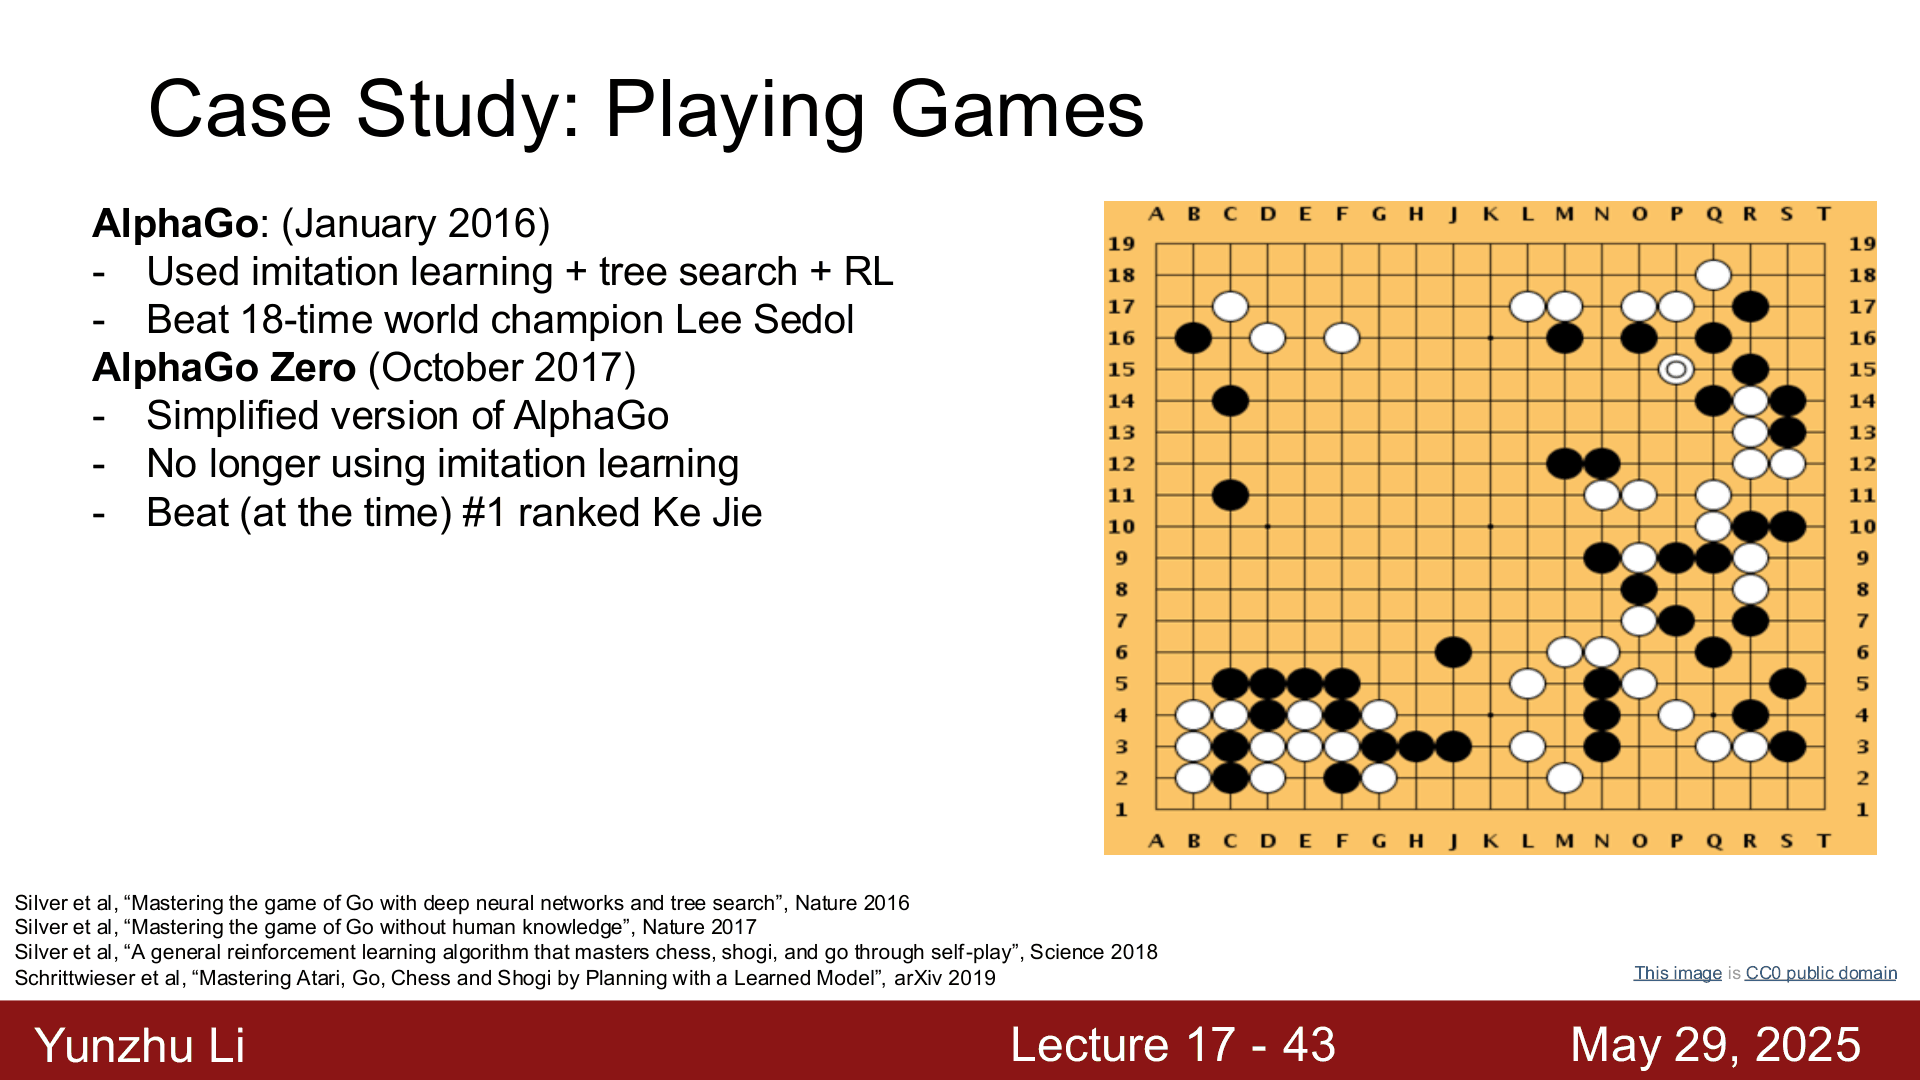 Case Study: Playing Games
AlphaGo: (January 2016)
- Used imitation learning + tree search + RL
- Beat 18-time world champion Lee Sedol
AlphaGo Zero (October 2017)
- Simplified version of AlphaGo
- No longer using imitation learning
- Beat (at the time) #1 ranked Ke Jie
A B C D E F G H J K L M N O P Q R S T
19 19
18 18
17 17
16 16
15 15
14 14
13 13
12 12
11 11
10 10
9 9
8 8
7 7
6 6
5 5
4 4
3 3
2 2
1 1
A B C D E F G H J K L M N O P Q R S T
Silver et al, “Mastering the game of Go with deep neural networks and tree search”, Nature 2016
Silver et al, “Mastering the game of Go without human knowledge”, Nature 2017
Silver et al, “A general reinforcement learning algorithm that masters chess, shogi, and go through self-play”, Science 2018
Schrittwieser et al, “Mastering Atari, Go, Chess and Shogi by Planning with a Learned Model”, arXiv 2019
This image is CC0 public domain
Yunzhu Li
Lecture 17 - 43
May 29, 2025